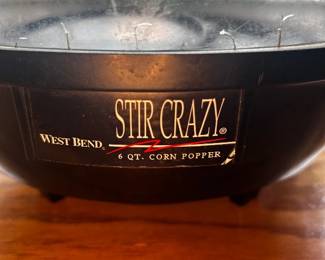 STIR CRAZY®
WEST BEND®
6 QT. CORN POPPER